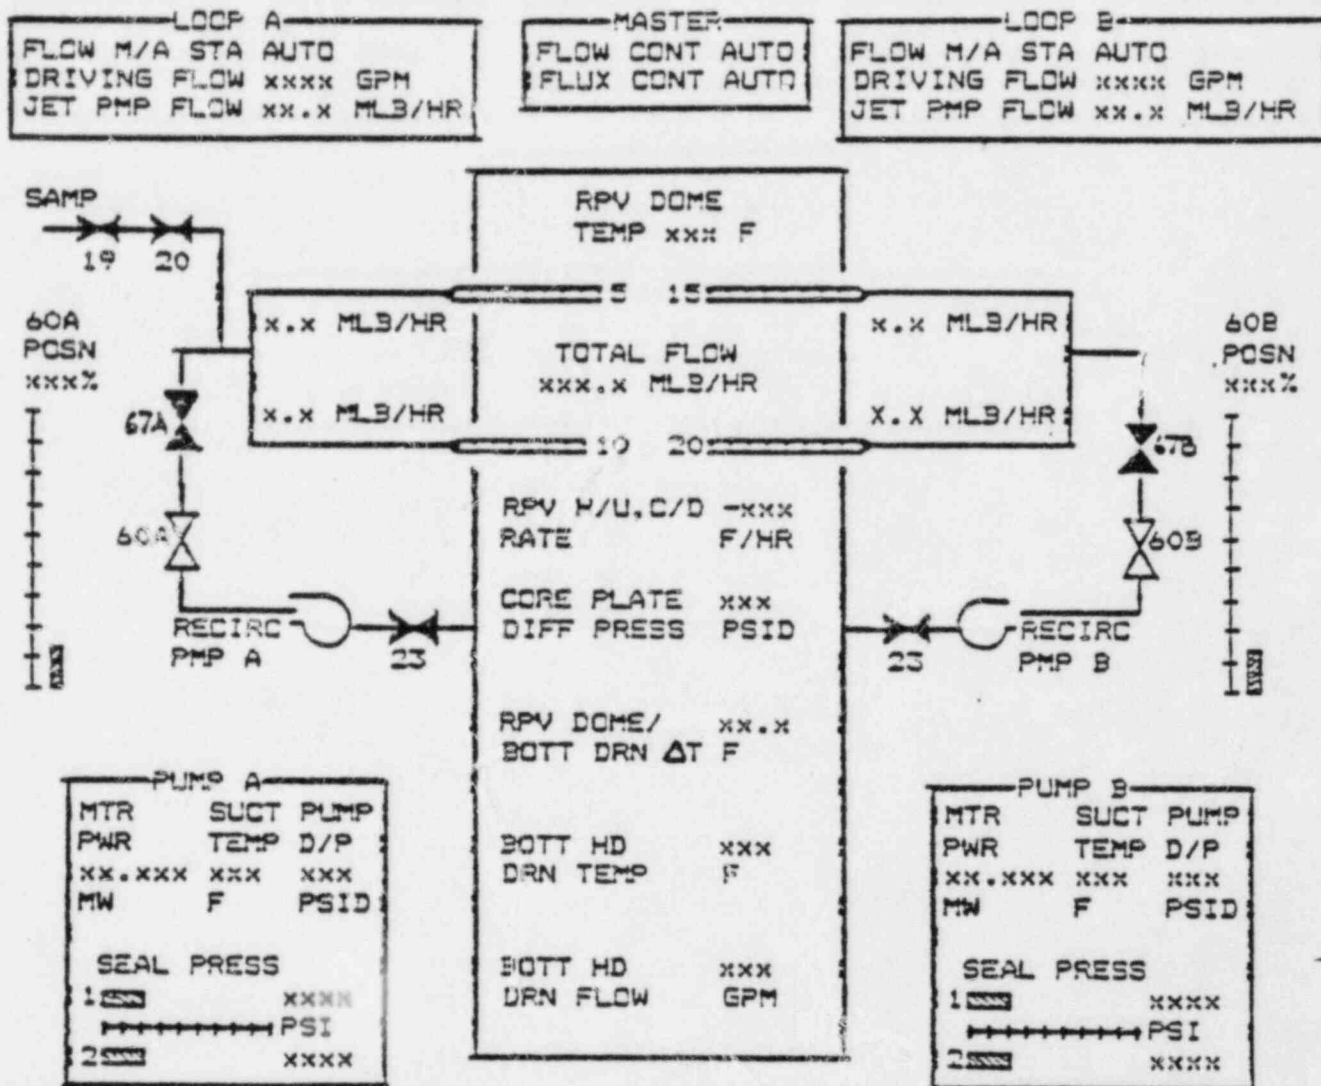 LOOP A
FLOW M/A STA AUTO
DRIVING FLOW xxxx GPM
JET PMP FLOW xx.x MLB/HR
MASTER
FLOW CONT AUTO
FLUX CONT AUTO
LOOP B
FLOW M/A STA AUTO
DRIVING FLOW xxxx GPM
JET PMP FLOW xx.x MLB/HR
SAMP
19 20
60A
POSN
xxx%
67A
60A
RECIRC
PMP A
23
x.x MLB/HR
x.x MLB/HR
RPV DOME
TEMP xxx F
5 15
TOTAL FLOW
xxx.x MLB/HR
10 20
RPV H/U,C/D -xxx
RATE F/HR
CORE PLATE xxx
DIFF PRESS PSID
RPV DOME/ xx.x
BOTT DRN ΔT F
BOTT HD xxx
DRN TEMP F
BOTT HD xxx
DRN FLOW GPM
x.x MLB/HR
X.X MLB/HR
60B
POSN
xxx%
67B
60B
23
RECIRC
PMP B
PUMP A
MTR SUCT PUMP
PWR TEMP D/P
xx.xxx xxx xxx
MW F PSID
SEAL PRESS
1 xxxx
PSI
2 xxxx
PUMP B
MTR SUCT PUMP
PWR TEMP D/P
xx.xxx xxx xxx
MW F PSID
SEAL PRESS
1 xxxx
PSI
2 xxxx